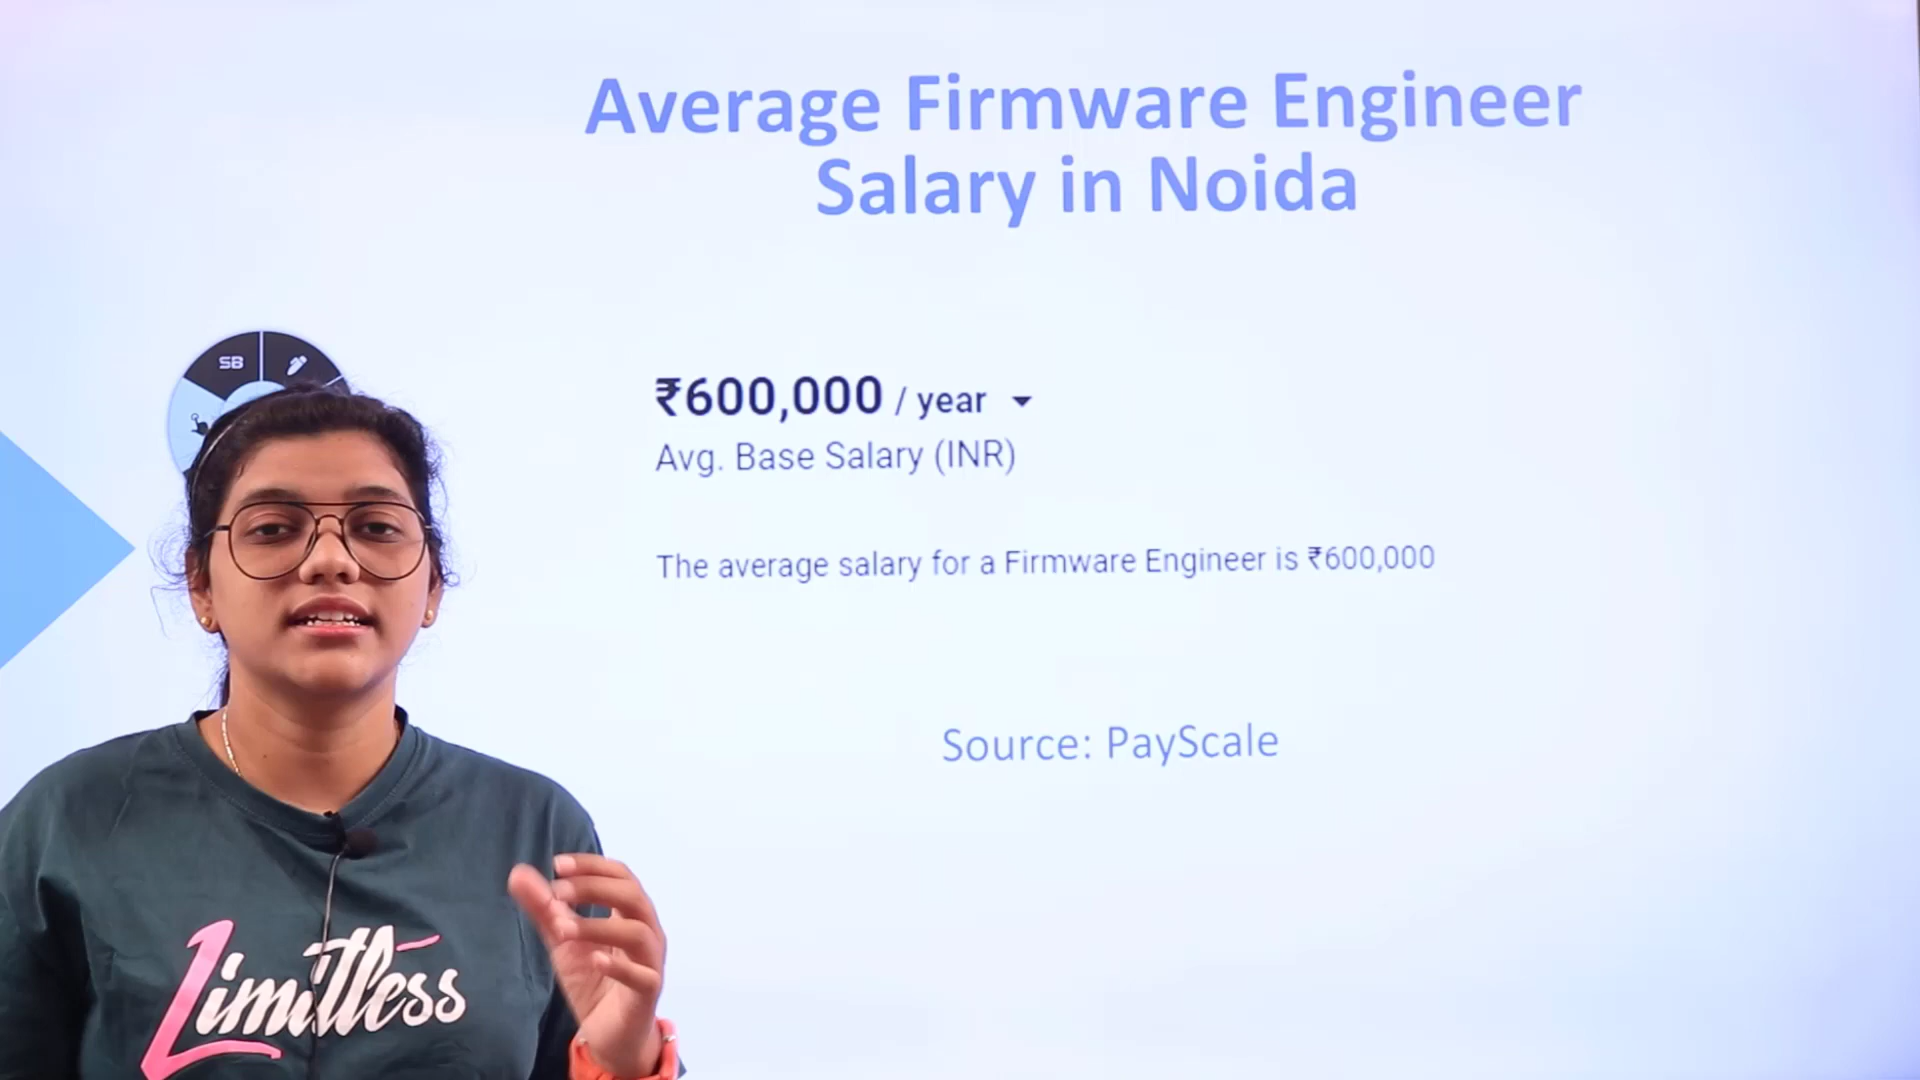 Average Firmware Engineer
Salary in Noida
SB
₹600,000 / year
Avg. Base Salary (INR)
The average salary for a Firmware Engineer is ₹600,000
Source: PayScale
Limitless